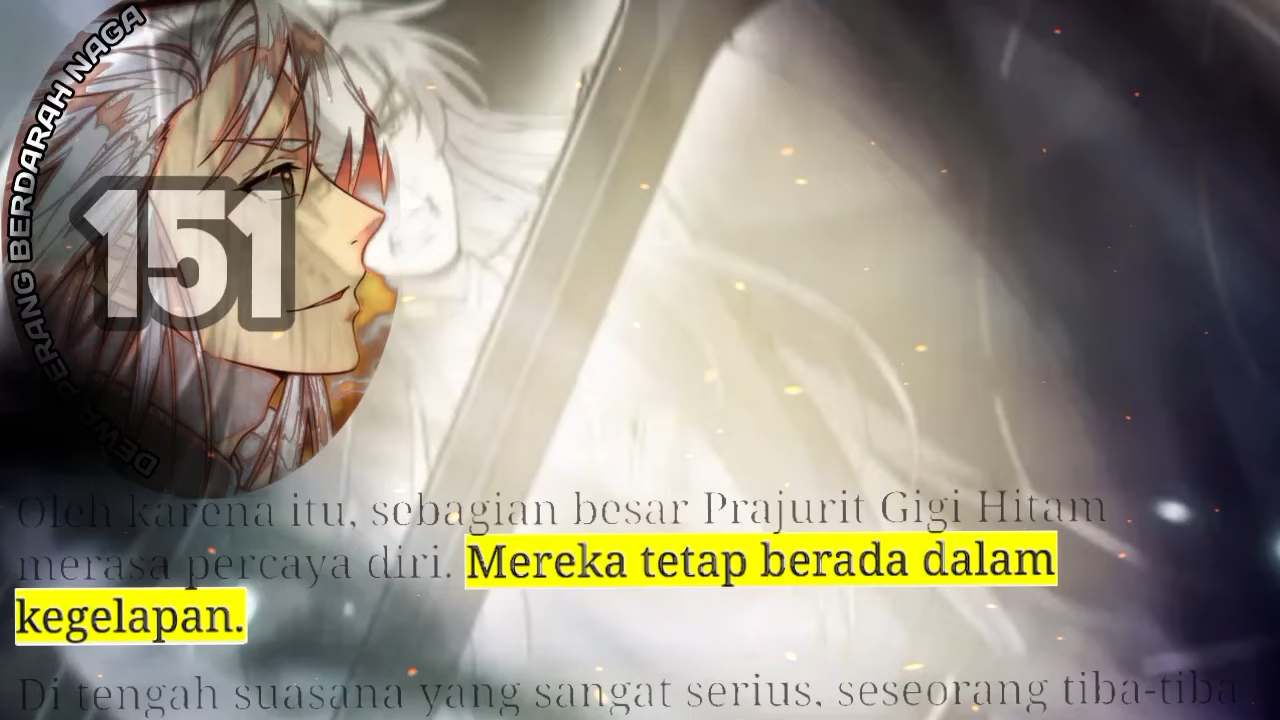 DEWA PERANG BERDARAH NAGA
151
Oleh karena itu, sebagian besar Prajurit Gigi Hitam
merasa percaya diri. Mereka tetap berada dalam
kegelapan.
Di tengah suasana yang sangat serius, seseorang tiba-tiba